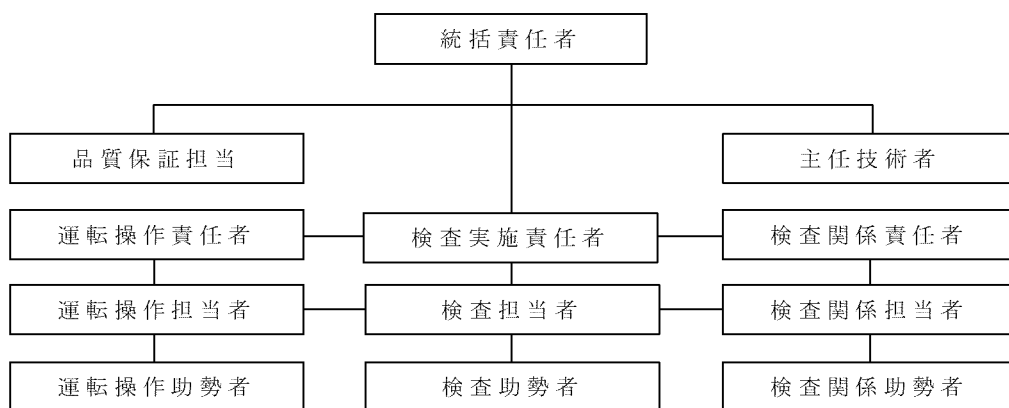 統括責任者
品質保証担当
主任技術者
運転操作責任者
検査実施責任者
検査関係責任者
運転操作担当者
検査担当者
検査関係担当者
運転操作助勢者
検査助勢者
検査関係助勢者